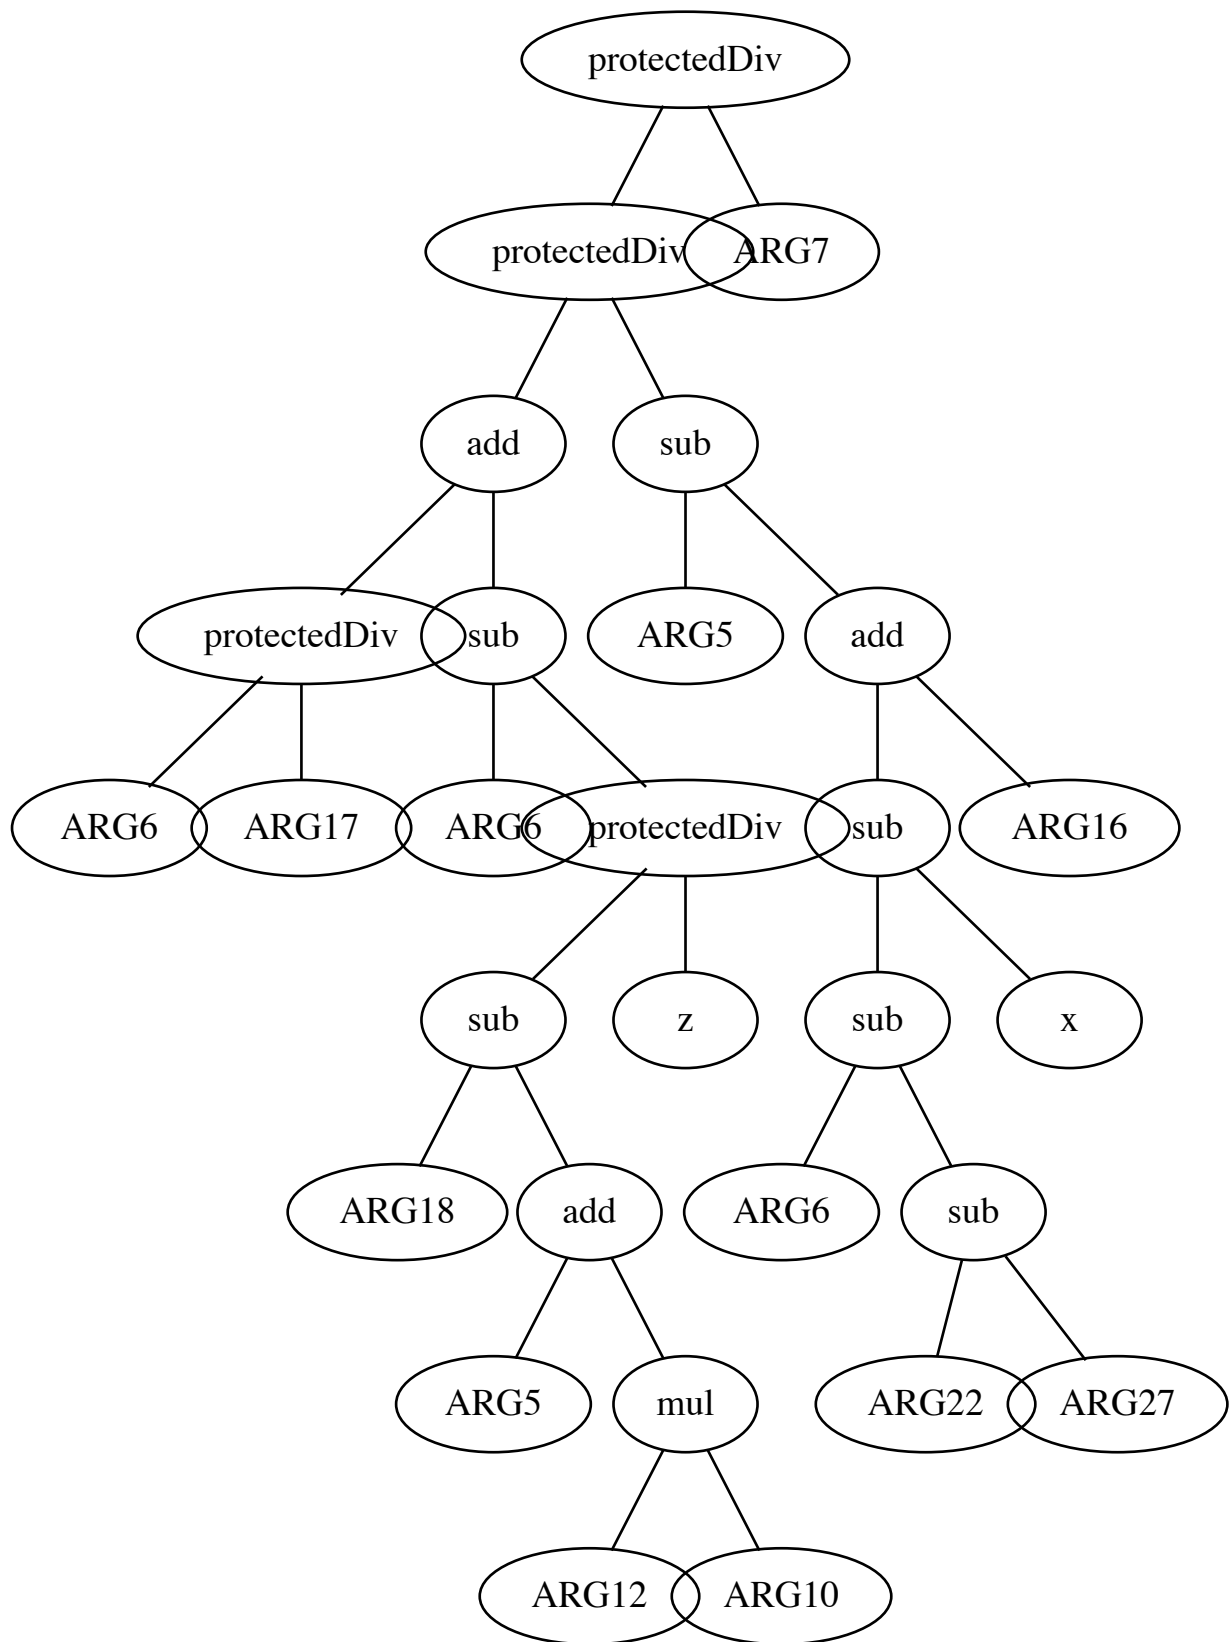 protectedDiv
protectedDiv ARG7
add sub
protectedDiv sub ARG5 add
ARG6 ARG17 ARG6 protectedDiv sub ARG16
sub z sub x
ARG18 add ARG6 sub
ARG5 mul ARG22 ARG27
ARG12 ARG10